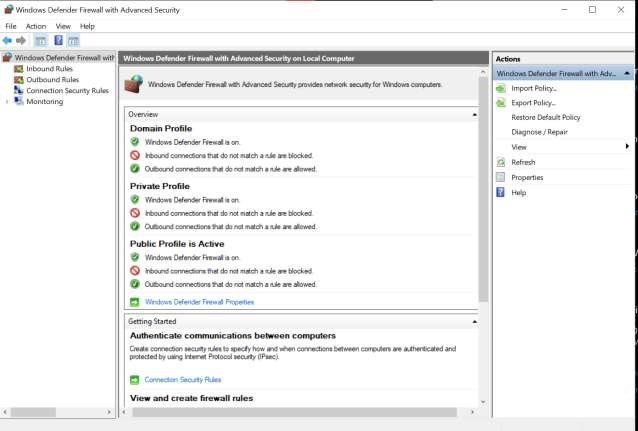 Windows Defender Firewall with Advanced Security
File Action View Help
Windows Defender Firewall with
Inbound Rules
Outbound Rules
Connection Security Rules
Monitoring
Windows Defender Firewall with Advanced Security on Local Computer
Windows Defender Firewall with Advanced Security provides network security for Windows computers.
Overview
Domain Profile
Windows Defender Firewall is on.
Inbound connections that do not match a rule are blocked.
Outbound connections that do not match a rule are allowed.
Private Profile
Windows Defender Firewall is on.
Inbound connections that do not match a rule are blocked.
Outbound connections that do not match a rule are allowed.
Public Profile is Active
Windows Defender Firewall is on.
Inbound connections that do not match a rule are blocked.
Outbound connections that do not match a rule are allowed.
Windows Defender Firewall Properties
Getting Started
Authenticate communications between computers
Create connection security rules to specify how and when connections between computers are authenticated and
protected by using Internet Protocol security (IPsec).
Connection Security Rules
View and create firewall rules
Actions
Windows Defender Firewall with Adv...
Import Policy...
Export Policy...
Restore Default Policy
Diagnose / Repair
View
Refresh
Properties
Help